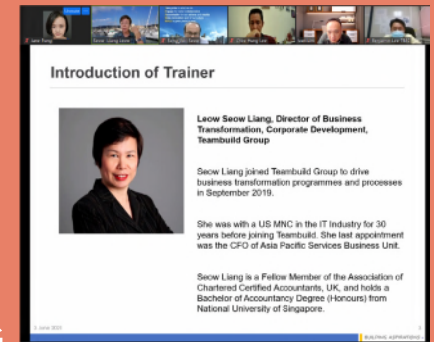 Introduction of Trainer
Leow Seow Liang, Director of Business
Transformation, Corporate Development,
Teambuild Group
Seow Liang joined Teambuild Group to drive
business transformation programmes and processes
in September 2019.
She was with a US MNC in the IT Industry for 30
years before joining Teambuild. She last appointment
was the CFO of Asia Pacific Services Business Unit.
Seow Liang is a Fellow Member of the Association of
Chartered Certified Accountants, UK, and holds a
Bachelor of Accountancy Degree (Honours) from
National University of Singapore.
BUILDING ASPIRATIONS